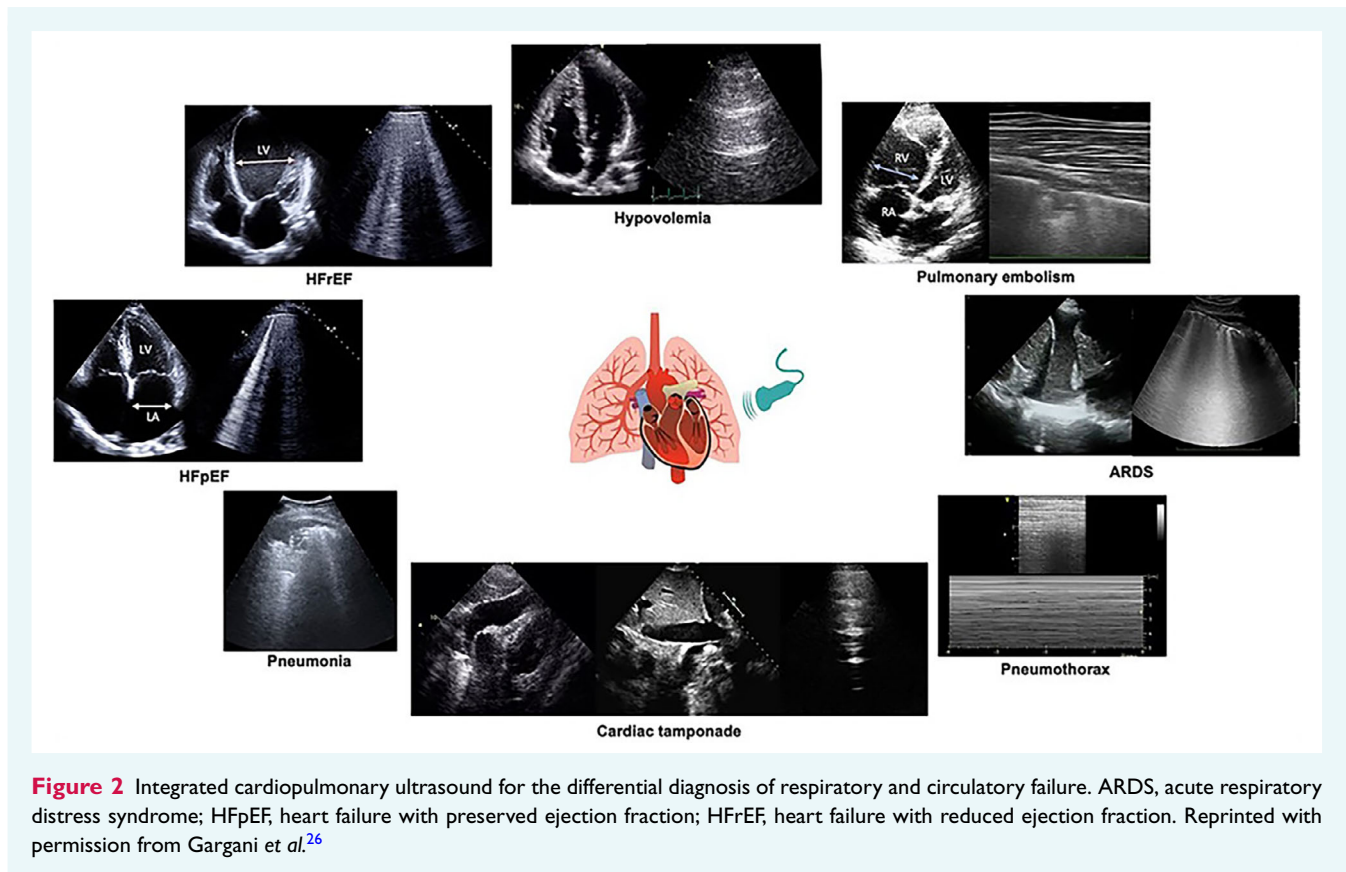 Hypovolemia
LV
HFrEF
RV
LV
RA
Pulmonary embolism
LV
LA
HFpEF
ARDS
Pneumonia
Cardiac tamponade
Pneumothorax
Figure 2 Integrated cardiopulmonary ultrasound for the differential diagnosis of respiratory and circulatory failure. ARDS, acute respiratory
distress syndrome; HFpEF, heart failure with preserved ejection fraction; HFrEF, heart failure with reduced ejection fraction. Reprinted with
permission from Gargani et al.26